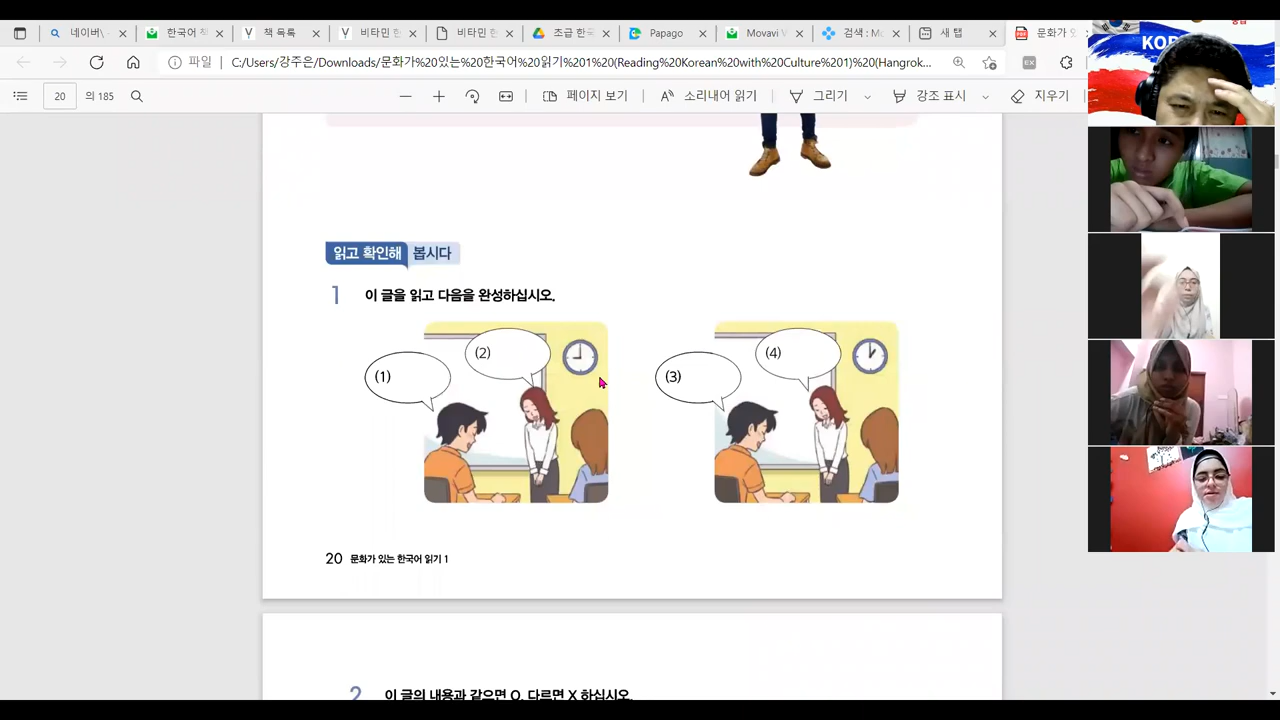 네이버\
한국어 책
책 목록
비타민 한
비타민 한
초급 한국
Papago
Movavi V
검색 : Mo
새 탭
문화가 있
파일
C:/Users/강주은/Downloads/문화가%20있는%20한국어%20읽기%201%20(Reading%20Korean%20with%20Culture%201)%20(Hangrok...
EX
20 의 185
페이지 보기
소리내어 읽기
그리기
강조 표시
지우기
읽고 확인해 봅시다
1 이 글을 읽고 다음을 완성하십시오.
(1)
(2)
(3)
(4)
20 문화가 있는 한국어 읽기 1
2 이 글의 내용과 같으면 O, 다르면 X 하십시오.